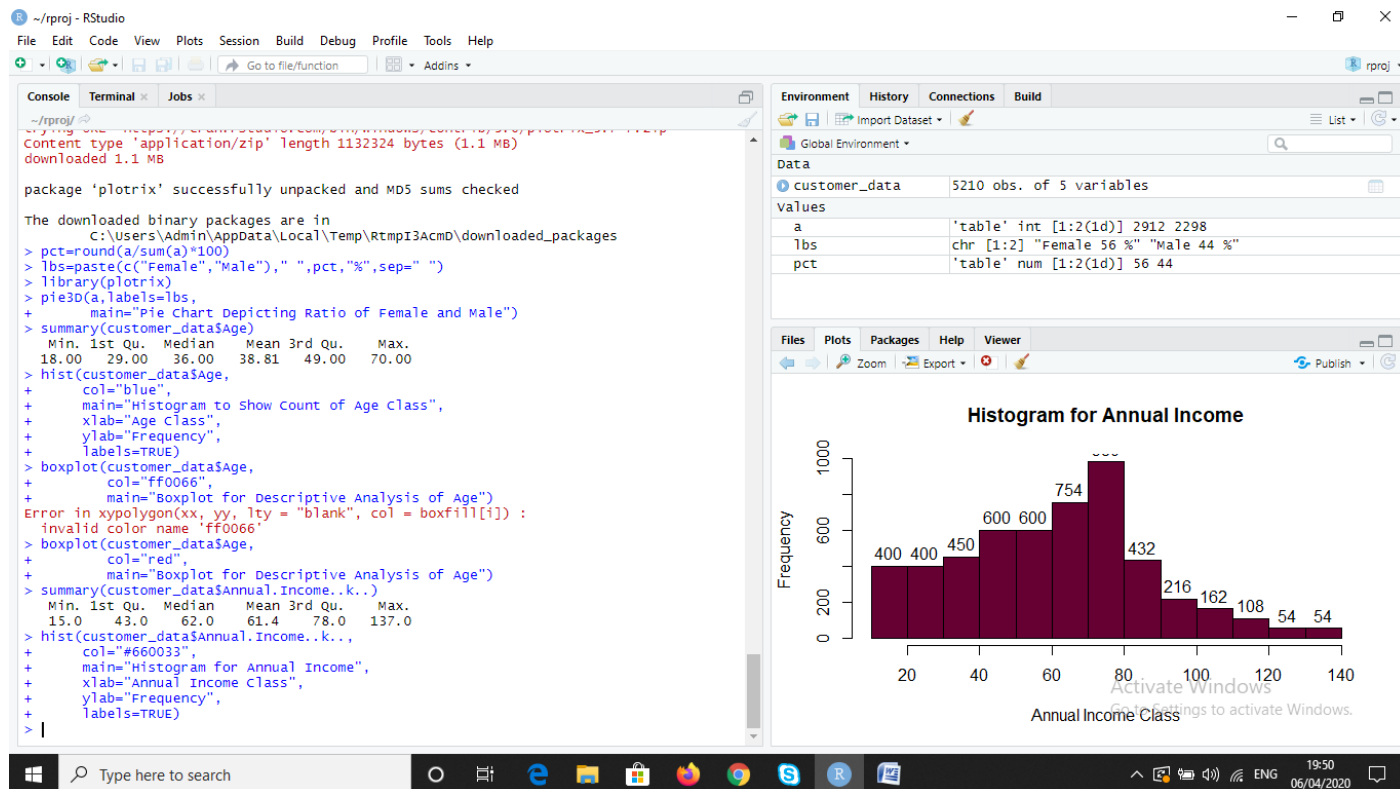 ~/rproj - RStudio
File Edit Code View Plots Session Build Debug Profile Tools Help
Go to file/function
Addins
rproj
Console Terminal Jobs
~/rproj/
Content type 'application/zip' length 1132324 bytes (1.1 MB)
downloaded 1.1 MB
package ‘plotrix’ successfully unpacked and MD5 sums checked
The downloaded binary packages are in
C:\Users\Admin\AppData\Local\Temp\RtmpI3AcmD\downloaded_packages
> pct=round(a/sum(a)*100)
> lbs=paste(c("Female","Male")," ",pct,"%",sep=" ")
> library(plotrix)
> pie3D(a,labels=lbs,
+ main="Pie Chart Depicting Ratio of Female and Male")
> summary(customer_data$Age)
Min. 1st Qu. Median Mean 3rd Qu. Max.
18.00 29.00 36.00 38.81 49.00 70.00
> hist(customer_data$Age,
+ col="blue",
+ main="Histogram to Show Count of Age Class",
+ xlab="Age Class",
+ ylab="Frequency",
+ labels=TRUE)
> boxplot(customer_data$Age,
+ col="ff0066",
+ main="Boxplot for Descriptive Analysis of Age")
Error in xypolygon(xx, yy, lty = "blank", col = boxfill[i]) :
invalid color name 'ff0066'
> boxplot(customer_data$Age,
+ col="red",
+ main="Boxplot for Descriptive Analysis of Age")
> summary(customer_data$Annual.Income..k..)
Min. 1st Qu. Median Mean 3rd Qu. Max.
15.0 43.0 62.0 61.4 78.0 137.0
> hist(customer_data$Annual.Income..k..,
+ col="#660033",
+ main="Histogram for Annual Income",
+ xlab="Annual Income Class",
+ ylab="Frequency",
+ labels=TRUE)
>
Environment History Connections Build
Import Dataset
List
Global Environment
Data
customer_data 5210 obs. of 5 variables
Values
a 'table' int [1:2(1d)] 2912 2298
lbs chr [1:2] "Female 56 %" "Male 44 %"
pct 'table' num [1:2(1d)] 56 44
Files Plots Packages Help Viewer
Zoom Export Publish
Histogram for Annual Income
Frequency
1000
600
200
0
400 400 450 600 600 754 432 216 162 108 54 54
20 40 60 80 100 120 140
Annual Income Class
Activate Windows
Go to Settings to activate Windows.
Type here to search
ENG
19:50
06/04/2020